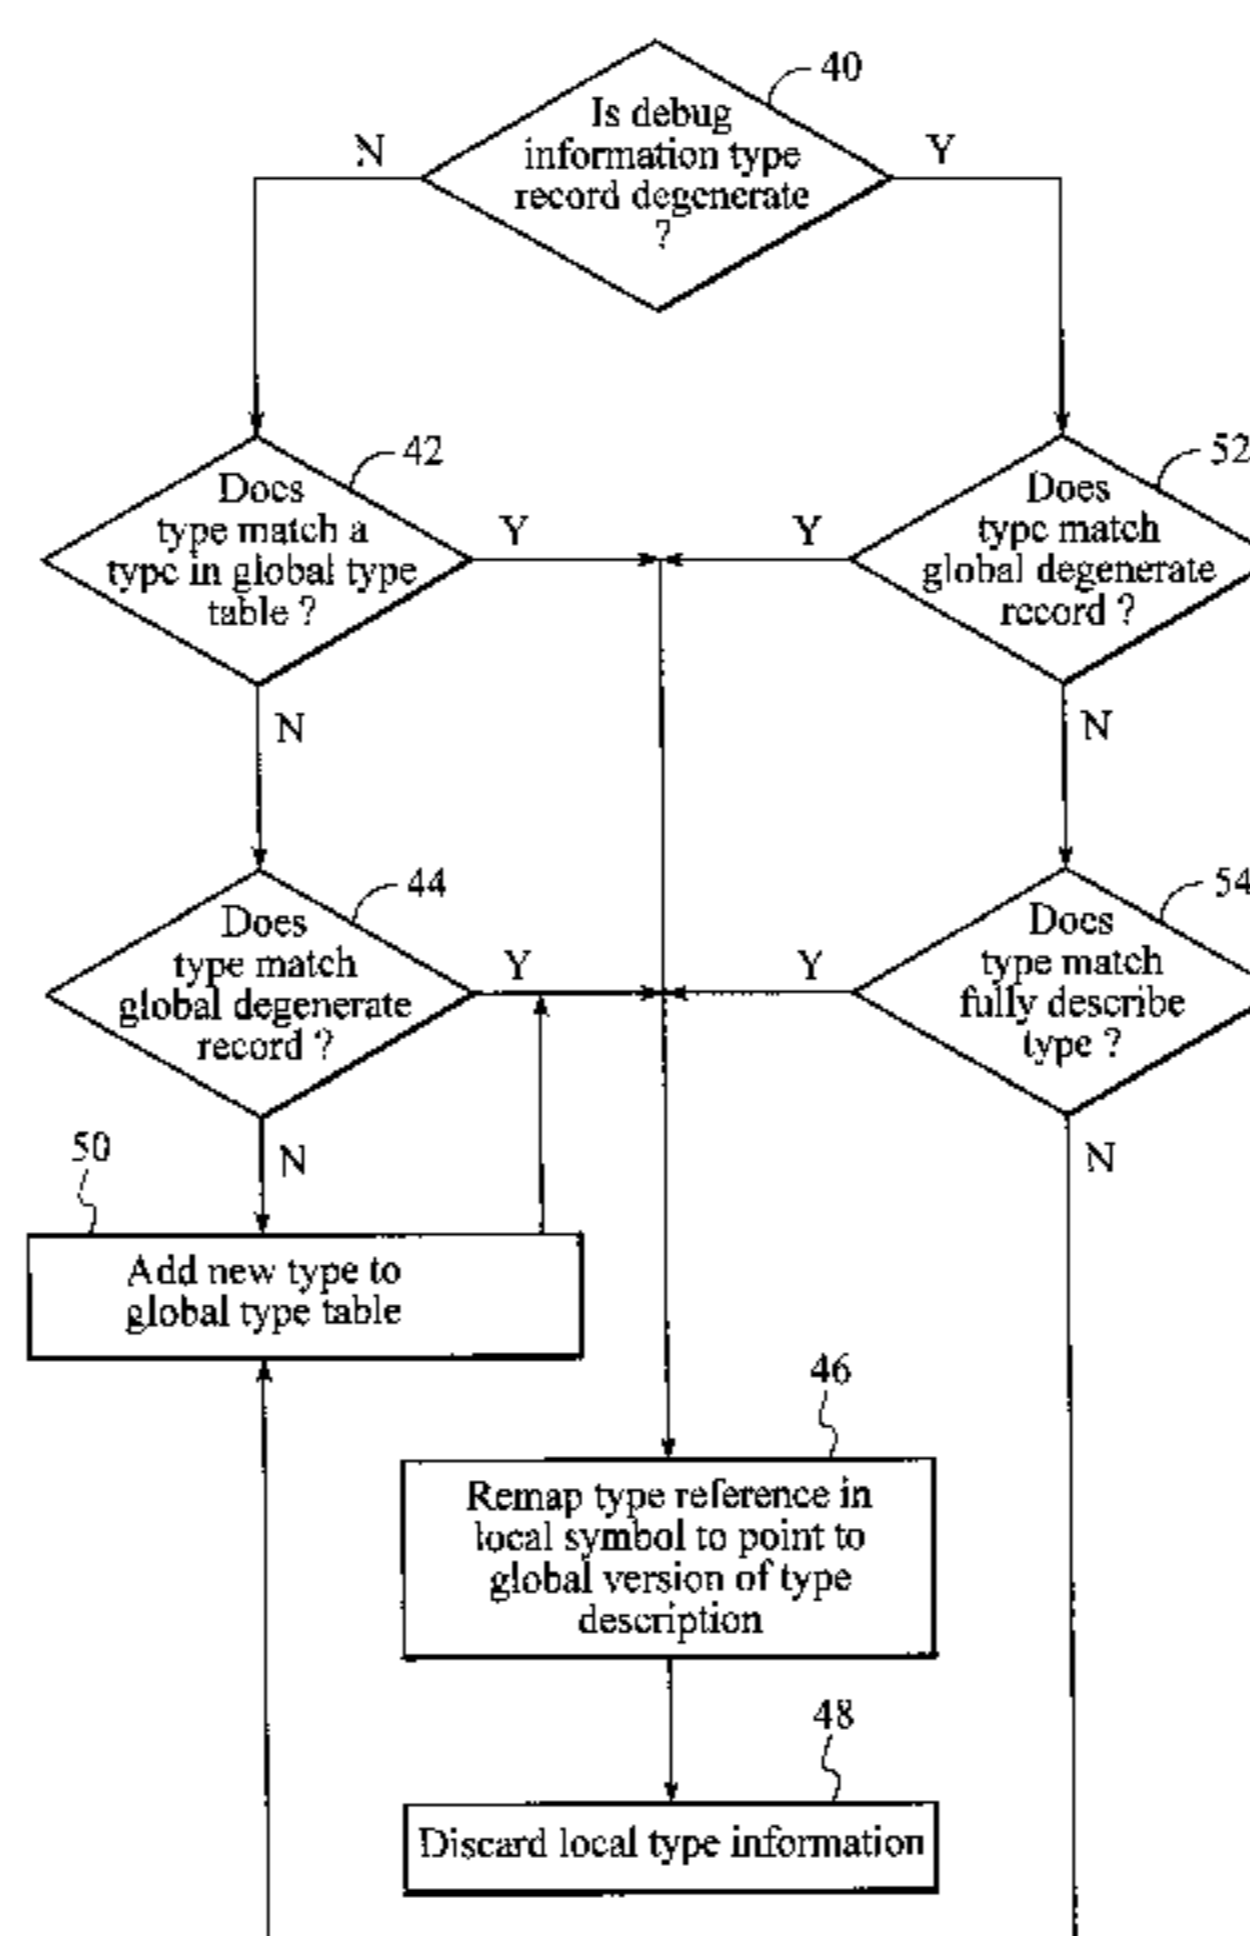 40
Is debug
information type
record degenerate
?
N
Y
42
Does
type match a
type in global type
table ?
Y
N
52
Does
type match
global degenerate
record ?
Y
N
44
Does
type match
global degenerate
record ?
Y
N
54
Does
type match
fully describe
type ?
Y
N
50
Add new type to
global type table
46
Remap type reference in
local symbol to point to
global version of type
description
48
Discard local type information